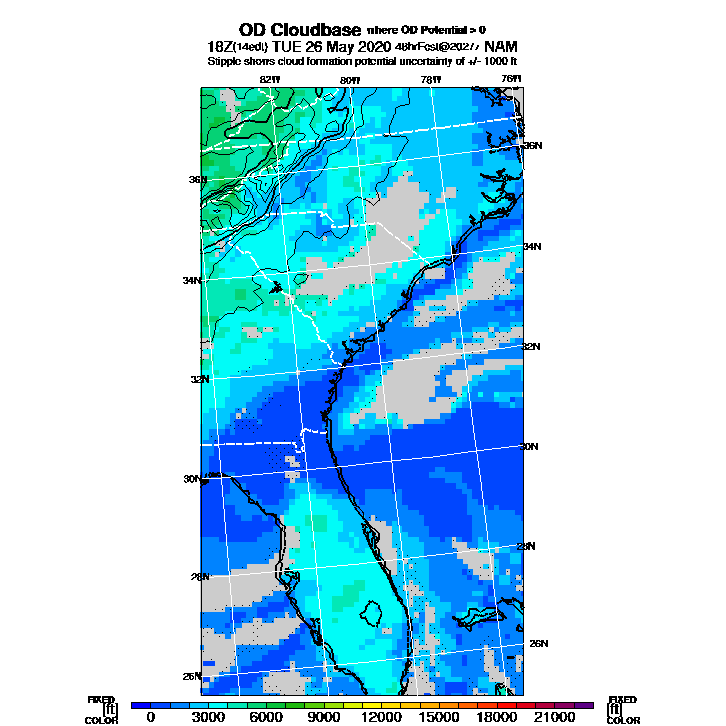 OD Cloudbase where OD Potential > 0
18Z(14edt) TUE 26 May 2020 48hrFcst@2027z NAM
Stipple shows cloud formation potential uncertainty of +/- 1000 ft
82W 80W 78W 76W
36N
36N
34N
34N
32N
32N
30N
30N
28N
28N
26N
26N
FIXED FIXED
[ft] [ft]
COLOR COLOR
0 3000 6000 9000 12000 15000 18000 21000